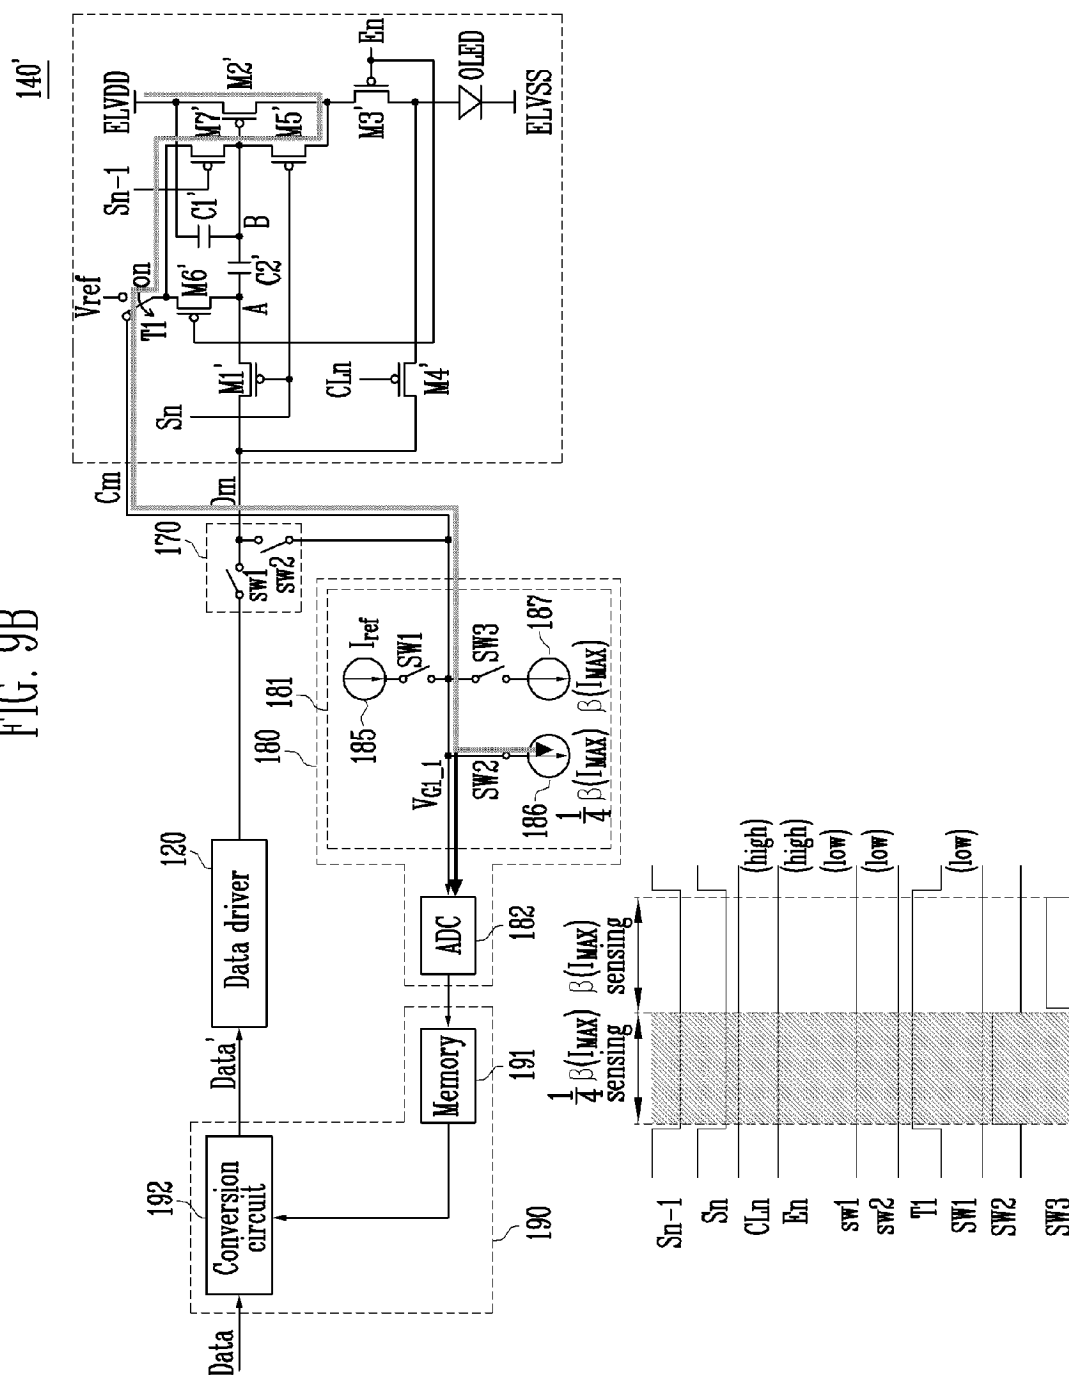 FIG. 9B
140'
ELVDD
M2'
M7'
M5'
En
M3'
OLED
ELVSS
Sn-1
C1'
B
Vref
on
T1
M6'
C2'
A
M1'
Sn
CLn
M4'
Cm
Dm
170
sw1
sw2
180
181
Iref
185
SW1
SW3
187
β(IMAX)
VG1_1
SW2
186
1/4 β(IMAX)
120
Data driver
ADC
182
Data'
Memory
191
192
Conversion
circuit
190
Data
1/4 β(IMAX)
sensing
β(IMAX)
sensing
Sn-1
Sn
CLn (high)
En (high)
sw1 (low)
sw2 (low)
T1
SW1 (low)
SW2
SW3